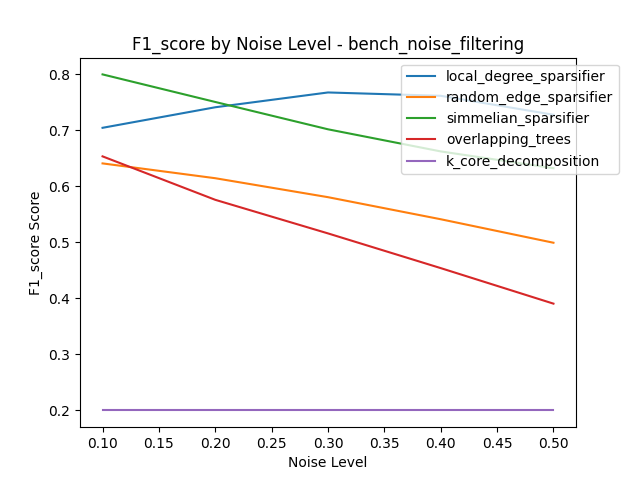 F1_score by Noise Level - bench_noise_filtering
local_degree_sparsifier
random_edge_sparsifier
simmelian_sparsifier
overlapping_trees
k_core_decomposition
F1_score Score
0.8
0.7
0.6
0.5
0.4
0.3
0.2
0.10 0.15 0.20 0.25 0.30 0.35 0.40 0.45 0.50
Noise Level